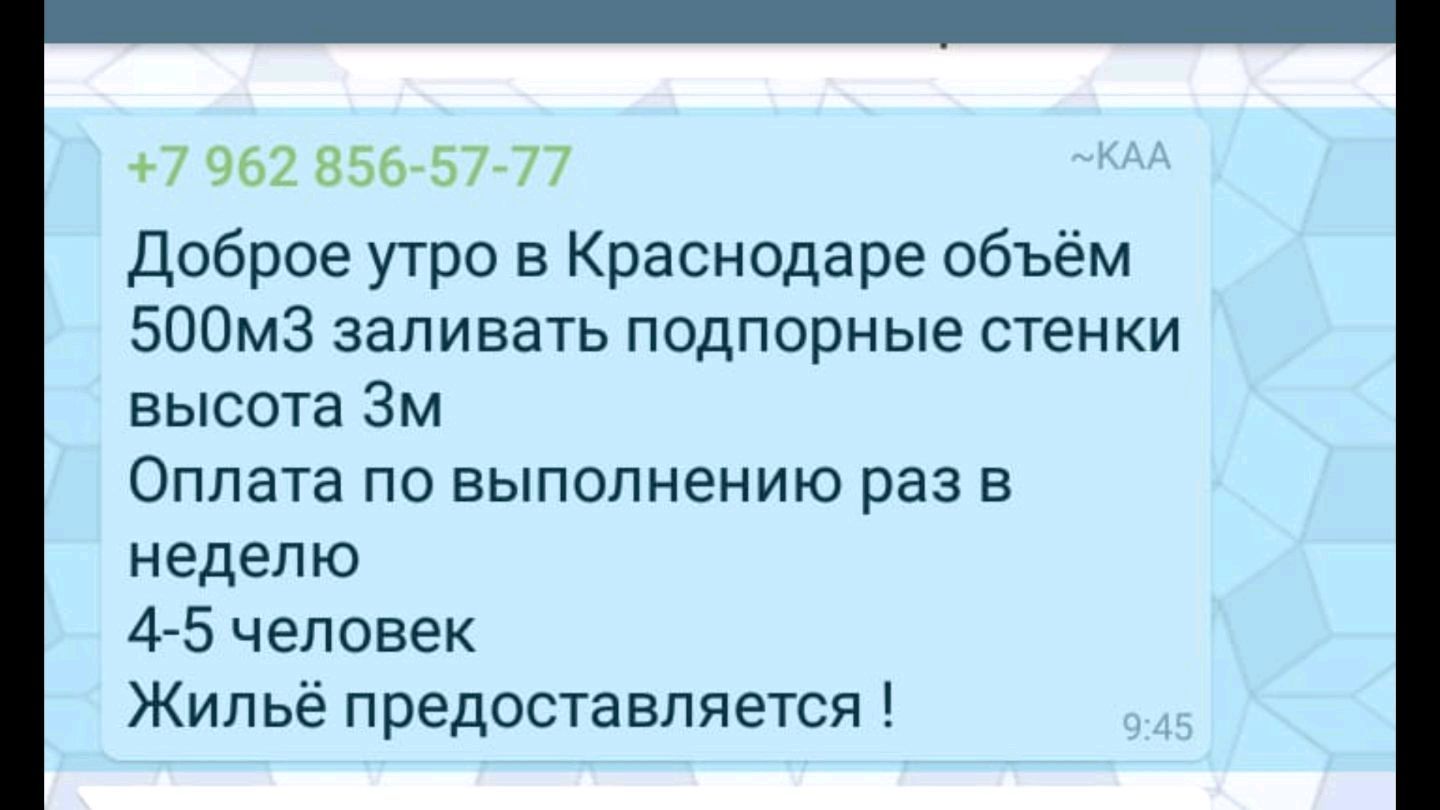 +7 962 856-57-77 ~КАА
Доброе утро в Краснодаре объём
500м3 заливать подпорные стенки
высота 3м
Оплата по выполнению раз в
неделю
4-5 человек
Жильё предоставляется !
9:45